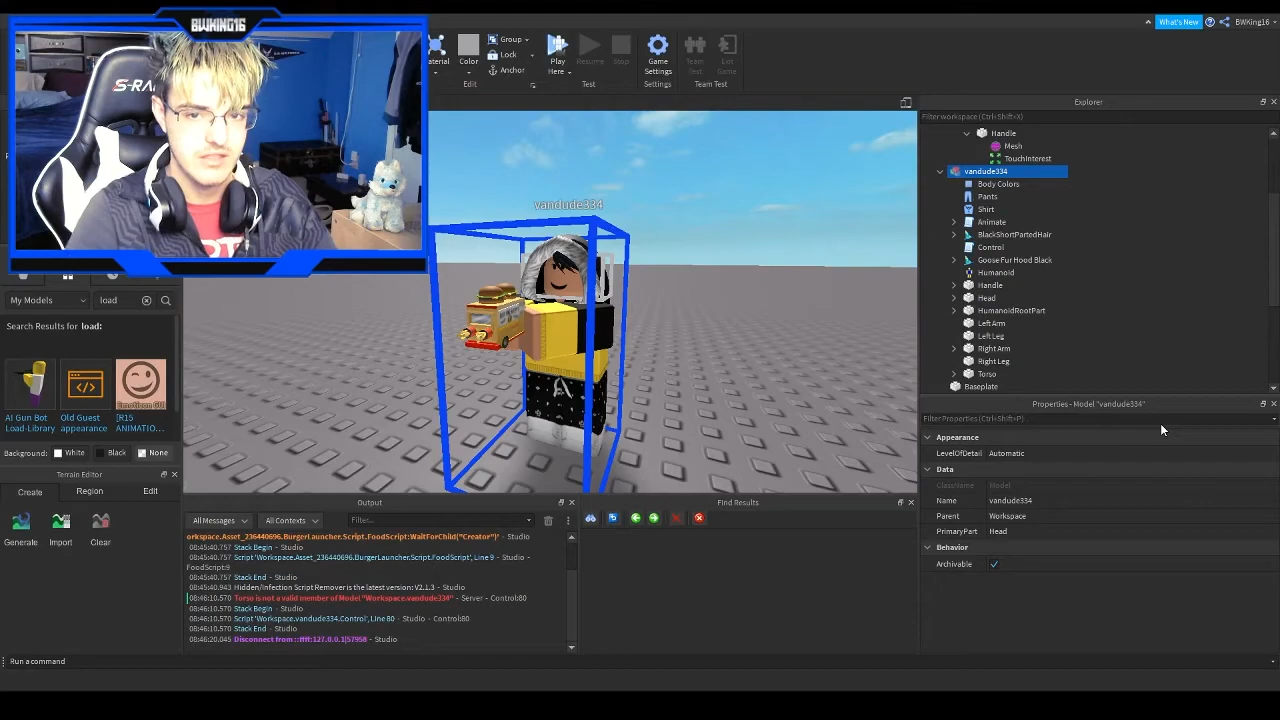 BWKING16
S-RA
What's New
BWKing16
Material
Color
Group
Lock
Anchor
Edit
Play
Here
Resume
Stop
Test
Game
Settings
Settings
Team
Test
Exit
Game
Team Test
My Models
load
Search Results for load:
AI Gun Bot
Load-Library
Old Guest
appearance
[R15
ANIMATIO...
Background:
White
Black
None
Terrain Editor
Create
Region
Edit
Generate
Import
Clear
vandude334
Output
All Messages
All Contexts
Filter...
orkspace.Asset_236440696.BurgerLauncher.Script.FoodScript:WaitForChild("Creator")' - Studio
08:45:40.757 Stack Begin - Studio
08:45:40.757 Script 'Workspace.Asset_236440696.BurgerLauncher.Script.FoodScript', Line 9 - Studio -
FoodScript:9
08:45:40.757 Stack End - Studio
08:45:40.943 Hidden/Infection Script Remover is the latest version: V2.1.3 - Studio
08:46:10.570 Torso is not a valid member of Model "Workspace.vandude334" - Server - Control:80
08:46:10.570 Stack Begin - Studio
08:46:10.570 Script 'Workspace.vandude334.Control', Line 80 - Studio - Control:80
08:46:10.570 Stack End - Studio
08:46:20.045 Disconnect from ::ffff:127.0.0.1|57958 - Studio
Find Results
Explorer
Filter workspace (Ctrl+Shift+X)
Handle
Mesh
TouchInterest
vandude334
Body Colors
Pants
Shirt
Animate
BlackShortPartedHair
Control
Goose Fur Hood Black
Humanoid
Handle
Head
HumanoidRootPart
Left Arm
Left Leg
Right Arm
Right Leg
Torso
Baseplate
Properties - Model "vandude334"
Filter Properties (Ctrl+Shift+P)
Appearance
LevelOfDetail Automatic
Data
ClassName Model
Name vandude334
Parent Workspace
PrimaryPart Head
Behavior
Archivable
Run a command